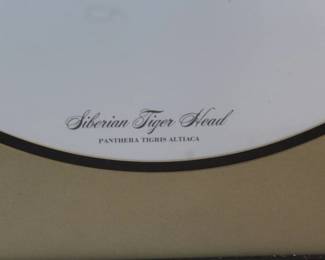 Siberian Tiger Head
PANTHERA TIGRIS ALTIACA